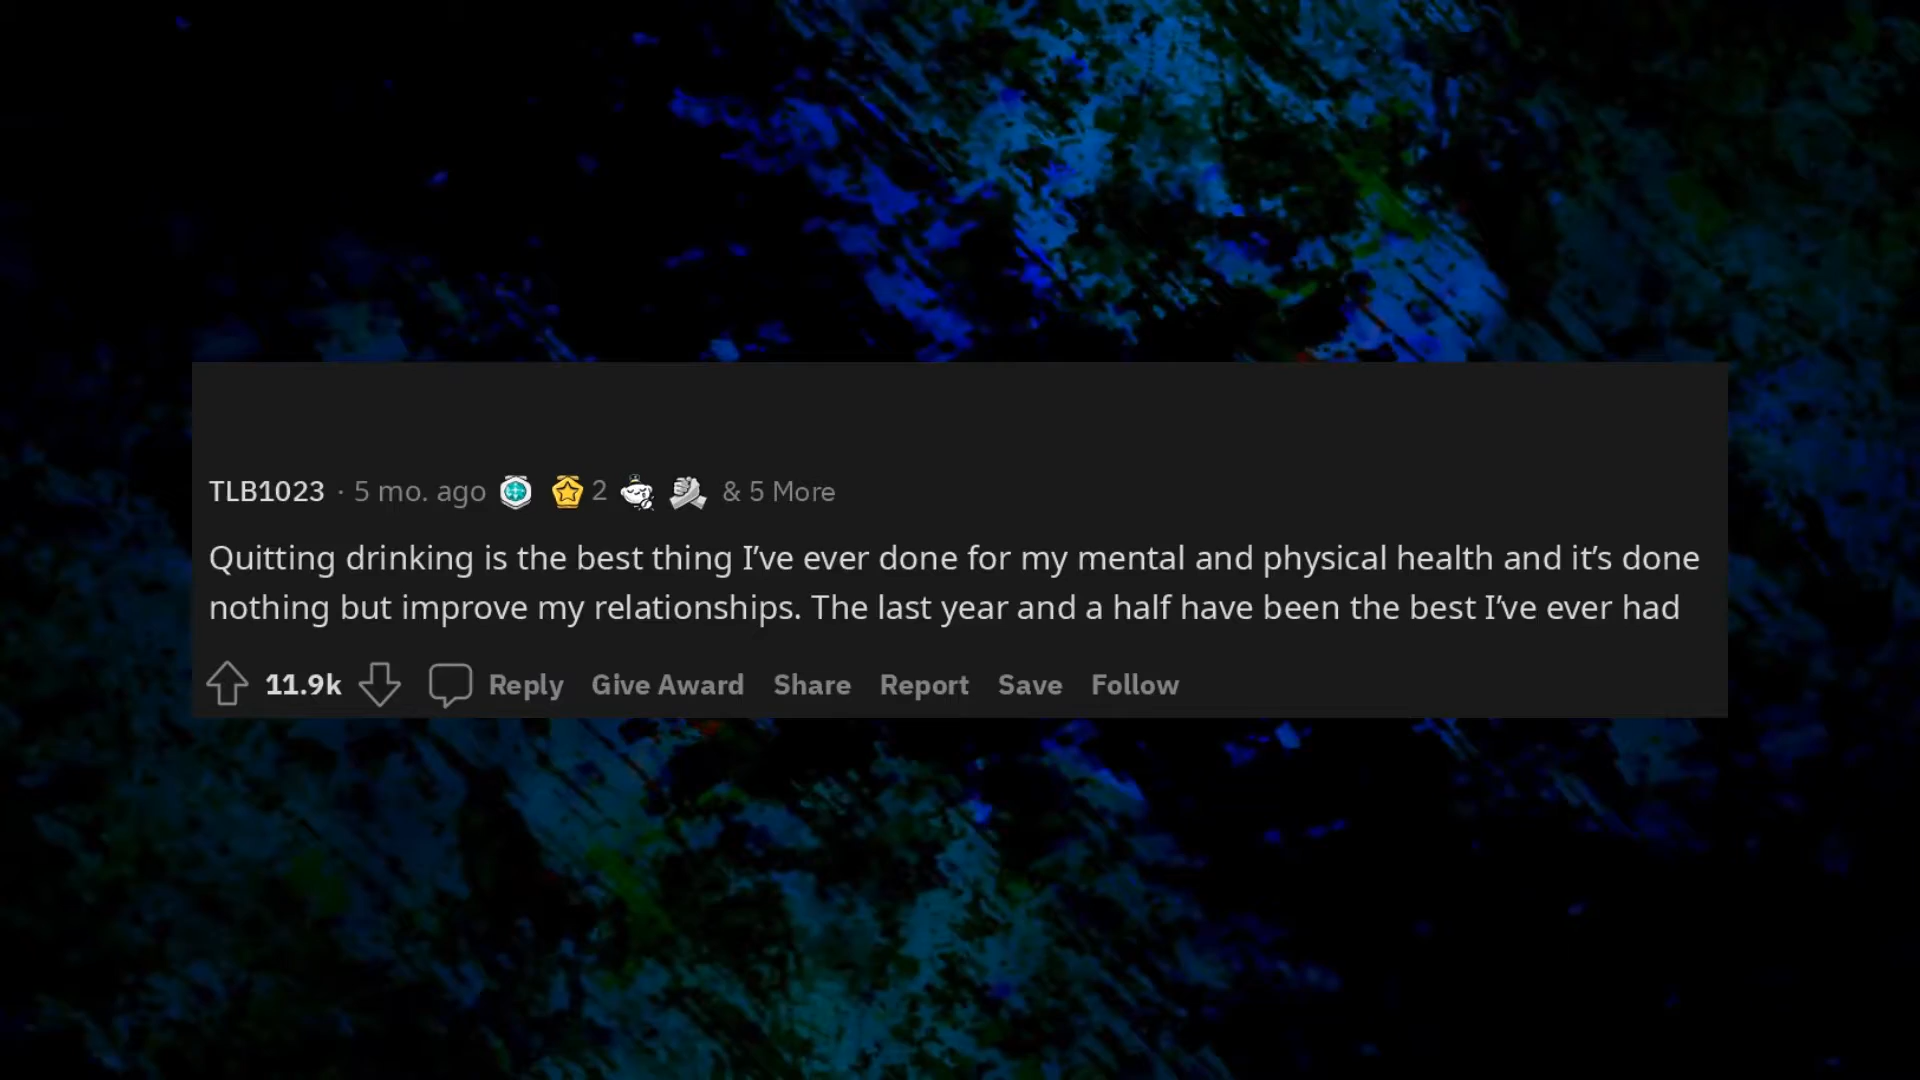 TLB1023 · 5 mo. ago 2 & 5 More
Quitting drinking is the best thing I’ve ever done for my mental and physical health and it’s done
nothing but improve my relationships. The last year and a half have been the best I’ve ever had
11.9k Reply Give Award Share Report Save Follow